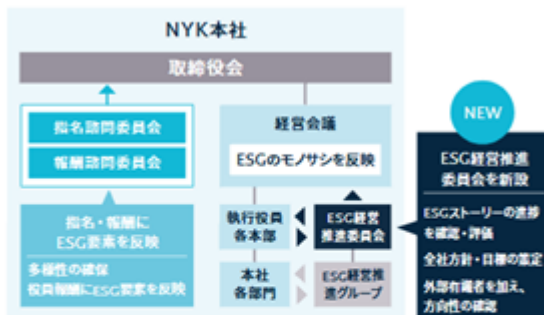 NYK本社
取締役会
指名諮問委員会
報酬諮問委員会
指名・報酬に
ESG要素を反映
多様性の確保
役員報酬にESG要素を反映
経営会議
ESGのモノサシを反映
執行役員
各本部
ESG経営
推進委員会
本社
各部門
ESG経営推
進グループ
NEW
ESG経営推進
委員会を新設
ESGストーリーの進捗
を確認・評価
全社方針・目標の策定
外部有識者を加え、
方向性の確認